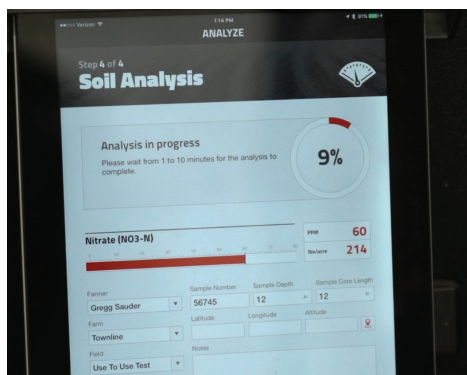 Verizon
1:14 PM
91%
ANALYZE
Step 4 of 4
Soil Analysis
Analysis in progress
Please wait from 1 to 10 minutes for the analysis to
complete.
9%
Nitrate (NO3-N)
PPM 60
lbs/acre 214
Farmer
Gregg Sauder
Sample Number
56745
Sample Depth
12
Sample Core Length
12
Farm
Townline
Latitude
Longitude
Altitude
Field
Use To Use Test
Notes